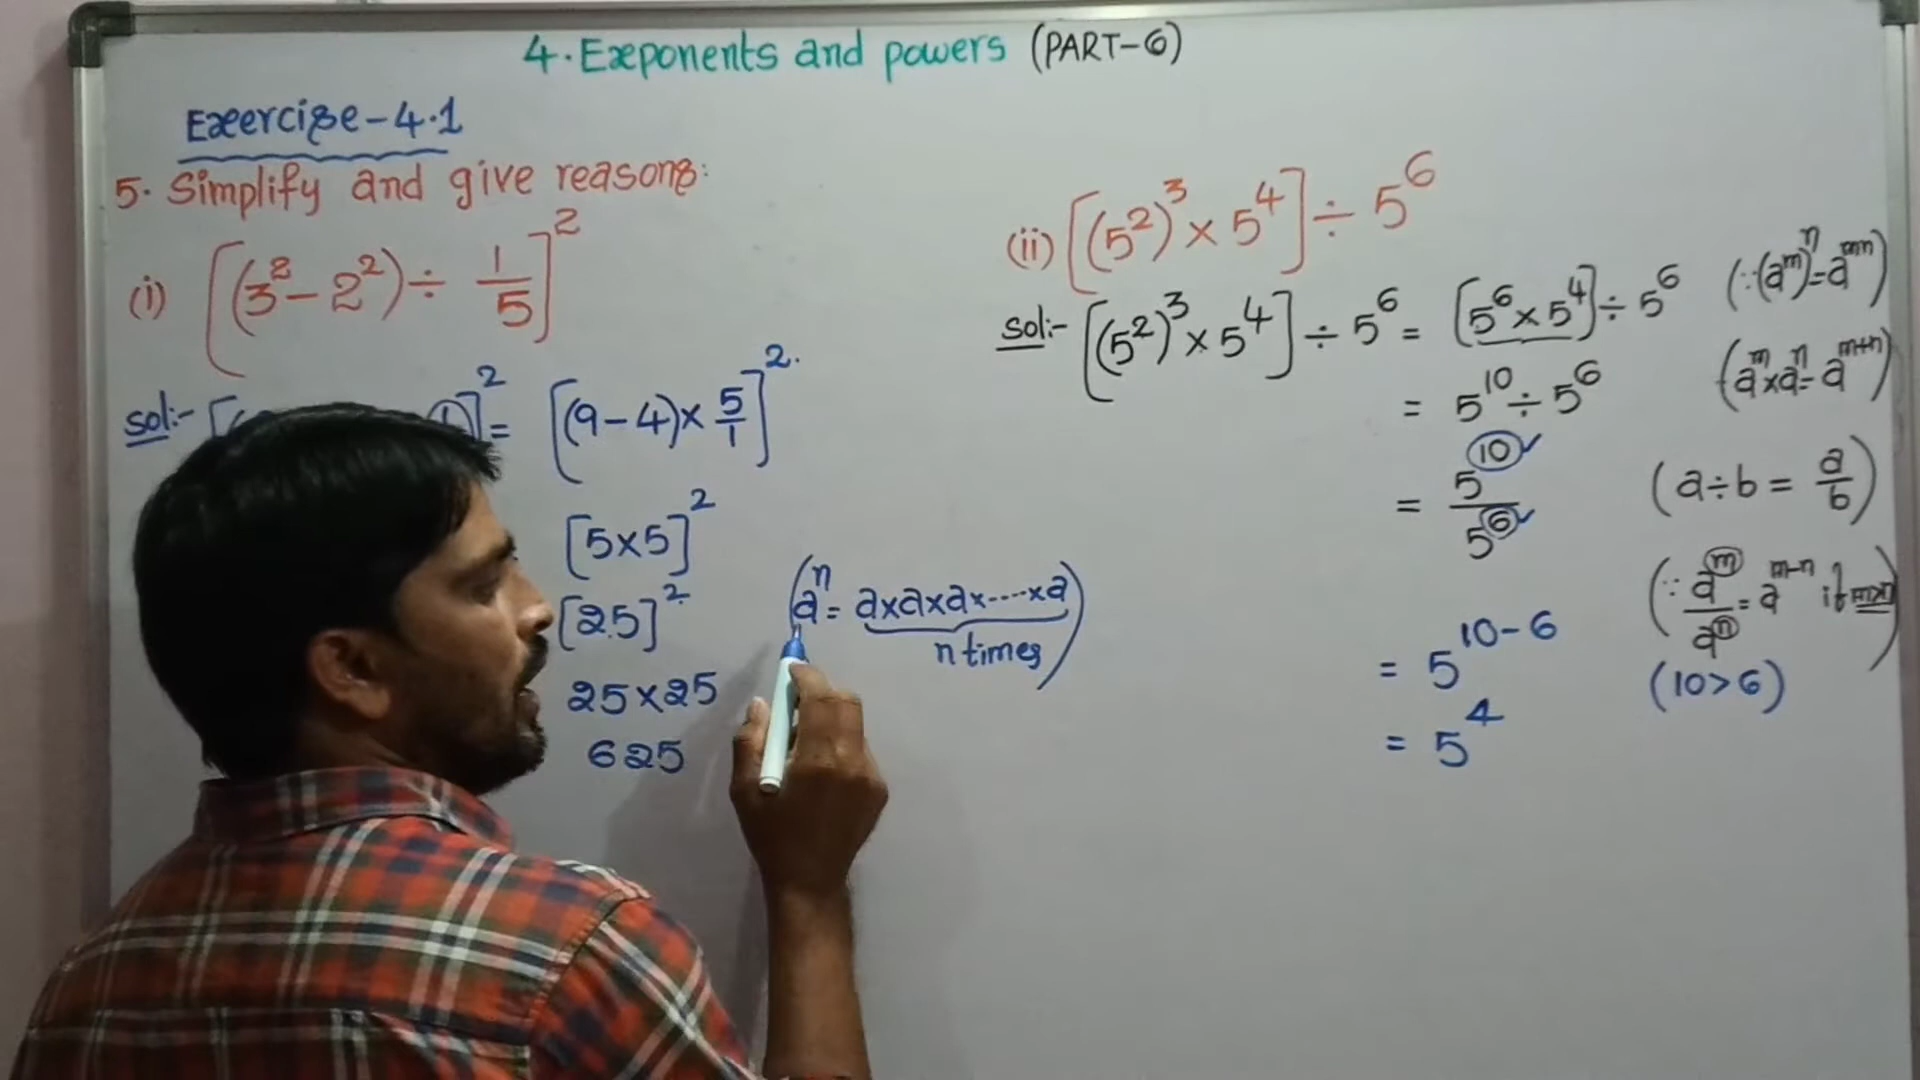 4. Exponents and powers (PART-6)
Exercise-4.1
5. Simplify and give reasons:
(i) [(3² - 2²) ÷ 1/5]²
sol:- = [(9-4) × 5/1]²
[5×5]²
[25]²
25×25
625
(aⁿ = a×a×a×....×a)
n times
(ii) [(5²)³ × 5⁴] ÷ 5⁶
Sol:- [(5²)³ × 5⁴] ÷ 5⁶ = [5⁶ × 5⁴] ÷ 5⁶ (∵ (aᵐ)ⁿ = aᵐⁿ)
= 5¹⁰ ÷ 5⁶ (aᵐ × aⁿ = aᵐ⁺ⁿ)
= 5¹⁰/5⁶ (a ÷ b = a/b)
(∵ aᵐ/aⁿ = aᵐ⁻ⁿ if m>n)
= 5¹⁰⁻⁶ (10>6)
= 5⁴